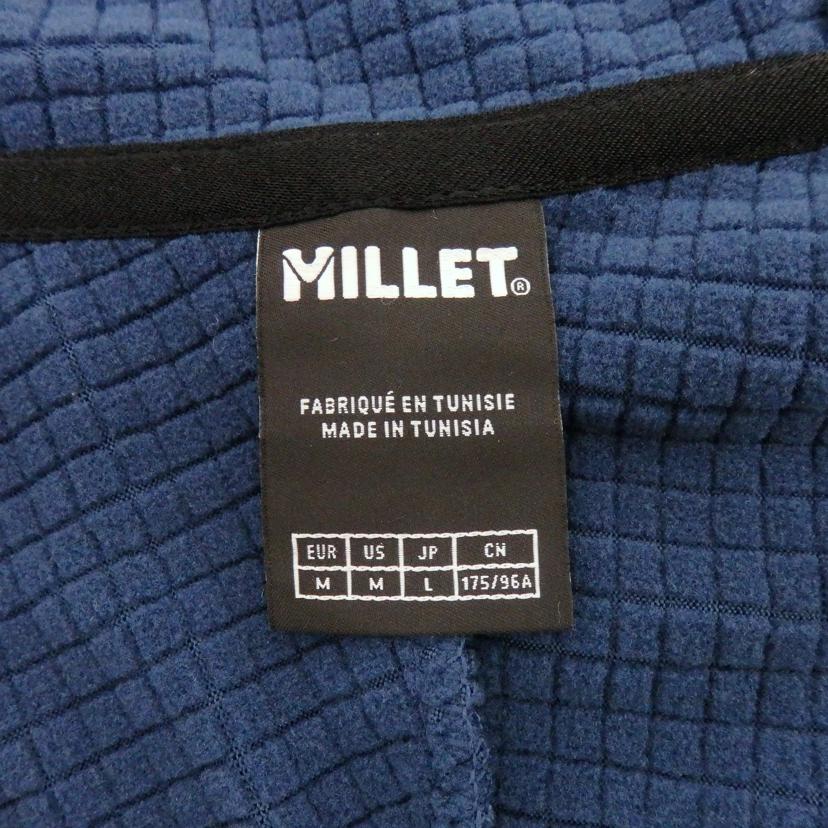 MILLET®
FABRIQUÉ EN TUNISIE
MADE IN TUNISIA
EUR US JP CN
M M L 175/96A